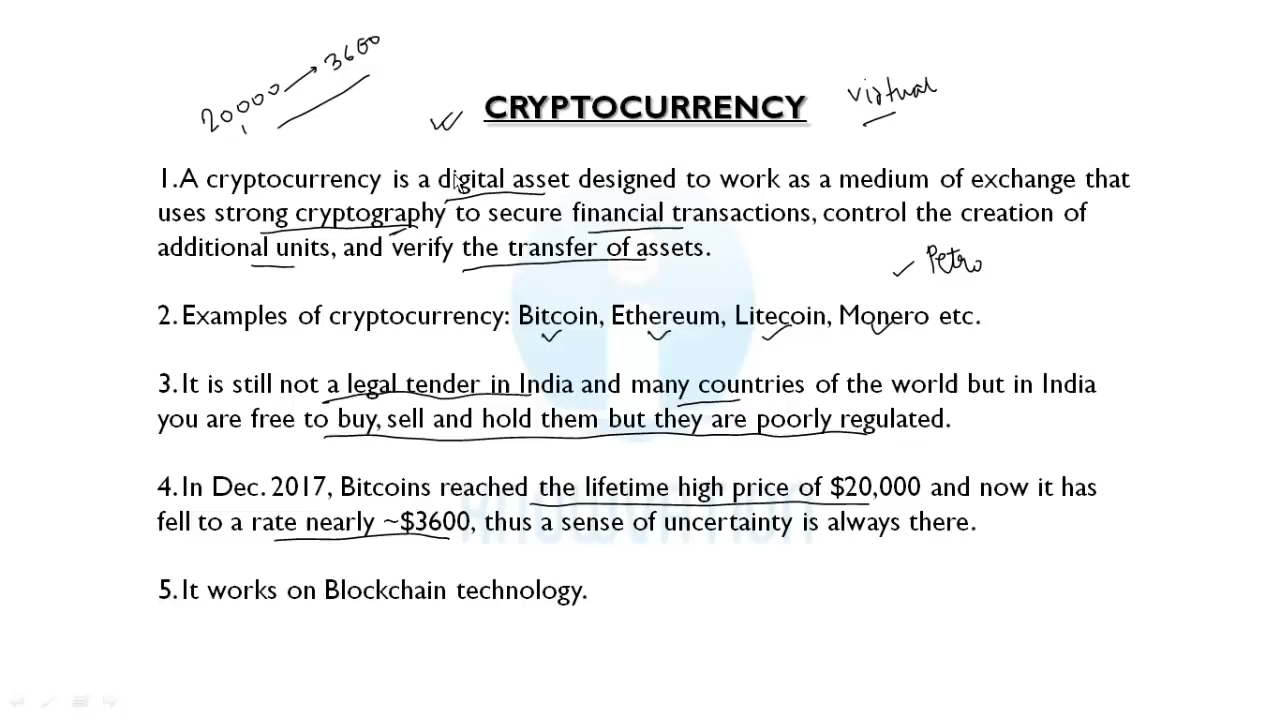 20,000 → 3600
CRYPTOCURRENCY
virtual
1.A cryptocurrency is a digital asset designed to work as a medium of exchange that
uses strong cryptography to secure financial transactions, control the creation of
additional units, and verify the transfer of assets.
Petro
2. Examples of cryptocurrency: Bitcoin, Ethereum, Litecoin, Monero etc.
3. It is still not a legal tender in India and many countries of the world but in India
you are free to buy, sell and hold them but they are poorly regulated.
4. In Dec. 2017, Bitcoins reached the lifetime high price of $20,000 and now it has
fell to a rate nearly ~$3600, thus a sense of uncertainty is always there.
5. It works on Blockchain technology.